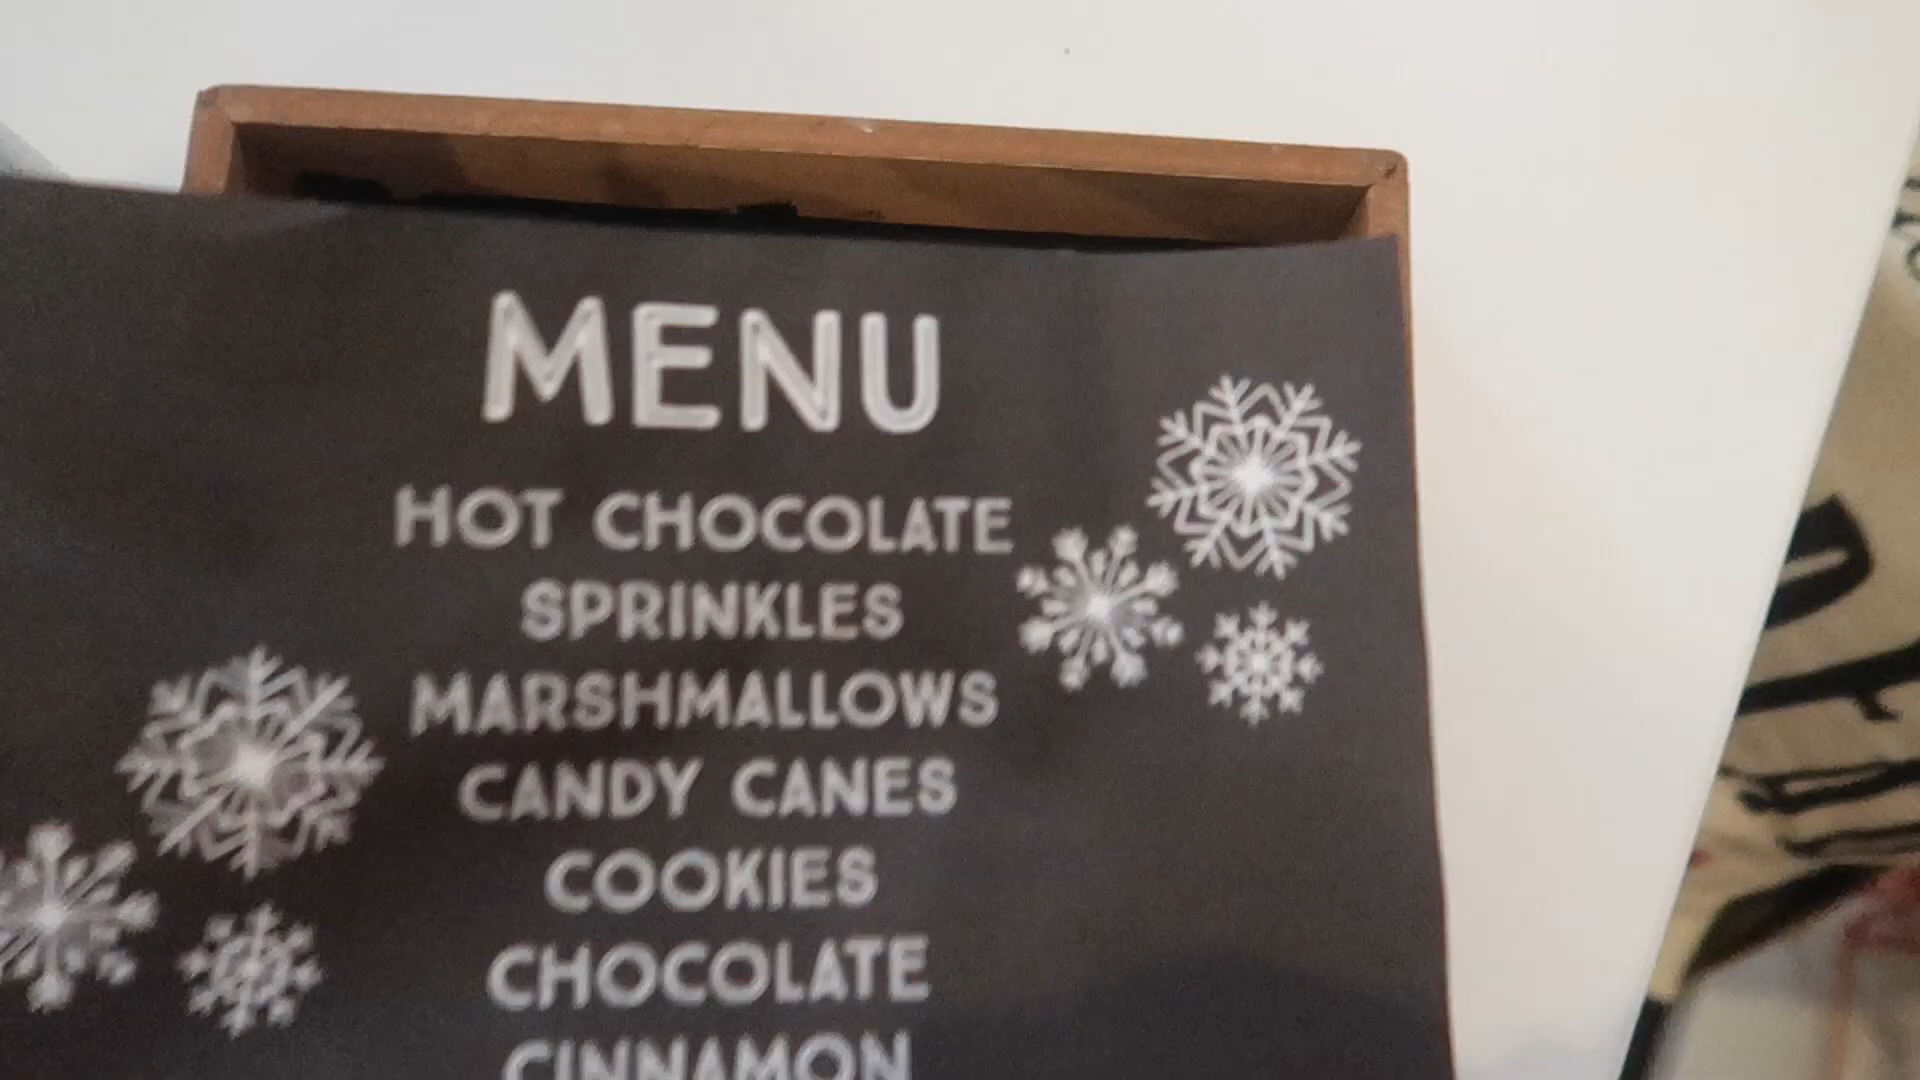 MENU
HOT CHOCOLATE
SPRINKLES
MARSHMALLOWS
CANDY CANES
COOKIES
CHOCOLATE
CINNAMON